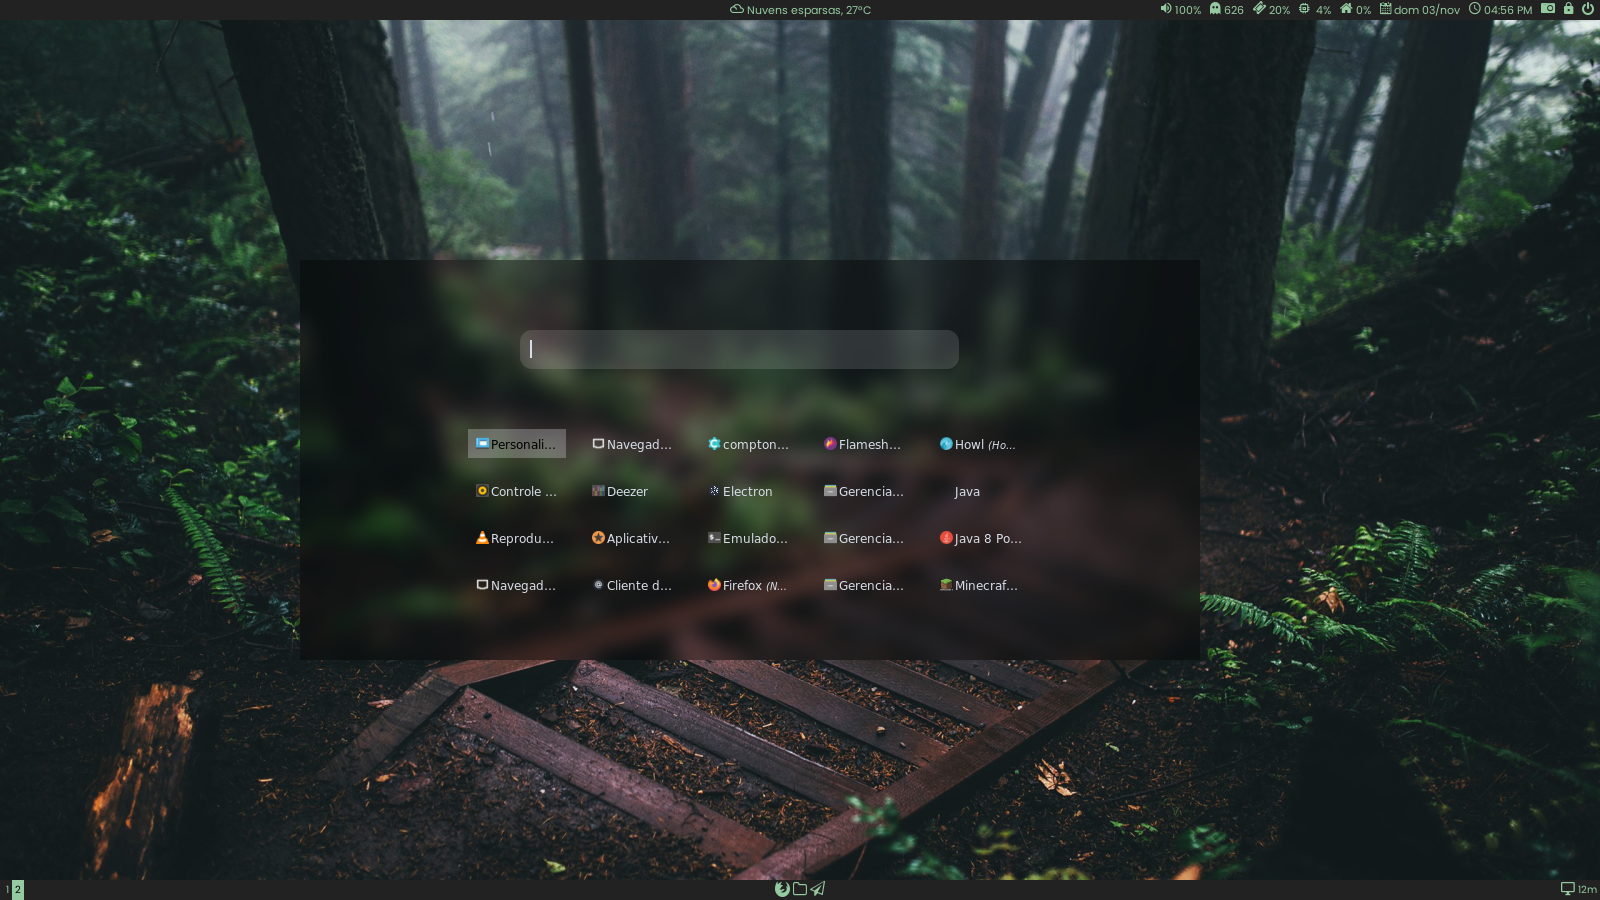 Nuvens esparsas, 27°C
100% 626 20% 4% 0% dom 03/nov 04:56 PM
Personali... Navegad... compton... Flamesh... Howl (Ho...
Controle ... Deezer Electron Gerencia... Java
Reprodu... Aplicativ... Emulado... Gerencia... Java 8 Po...
Navegad... Cliente d... Firefox (N... Gerencia... Minecraf...
1 2 12m